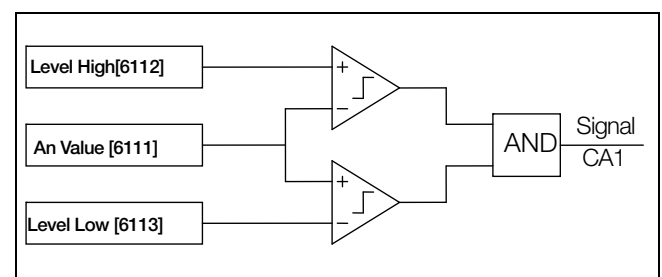 Level High[6112]
+
−
An Value [6111]
AND
Signal
CA1
+
−
Level Low [6113]